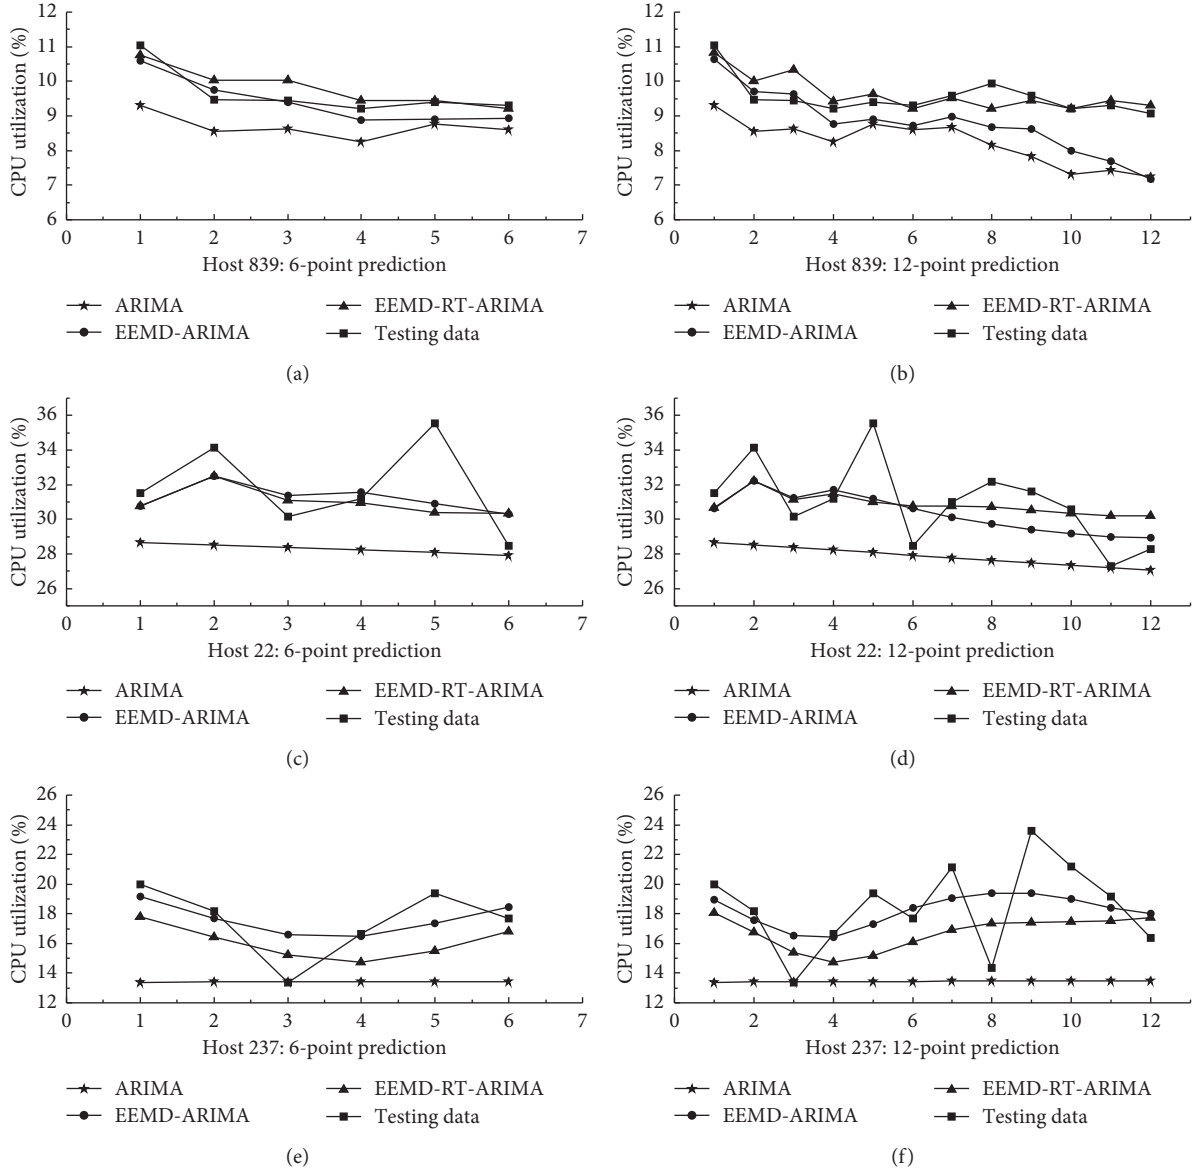 CPU utilization (%)
12
11
10
9
8
7
6
0 1 2 3 4 5 6 7
Host 839: 6-point prediction
ARIMA EEMD-RT-ARIMA
EEMD-ARIMA Testing data
(a)
CPU utilization (%)
12
11
10
9
8
7
6
0 2 4 6 8 10 12
Host 839: 12-point prediction
ARIMA EEMD-RT-ARIMA
EEMD-ARIMA Testing data
(b)
CPU utilization (%)
36
34
32
30
28
26
0 1 2 3 4 5 6 7
Host 22: 6-point prediction
ARIMA EEMD-RT-ARIMA
EEMD-ARIMA Testing data
(c)
CPU utilization (%)
36
34
32
30
28
26
0 2 4 6 8 10 12
Host 22: 12-point prediction
ARIMA EEMD-RT-ARIMA
EEMD-ARIMA Testing data
(d)
CPU utilization (%)
26
24
22
20
18
16
14
12
0 1 2 3 4 5 6 7
Host 237: 6-point prediction
ARIMA EEMD-RT-ARIMA
EEMD-ARIMA Testing data
(e)
CPU utilization (%)
26
24
22
20
18
16
14
12
0 2 4 6 8 10 12
Host 237: 12-point prediction
ARIMA EEMD-RT-ARIMA
EEMD-ARIMA Testing data
(f)